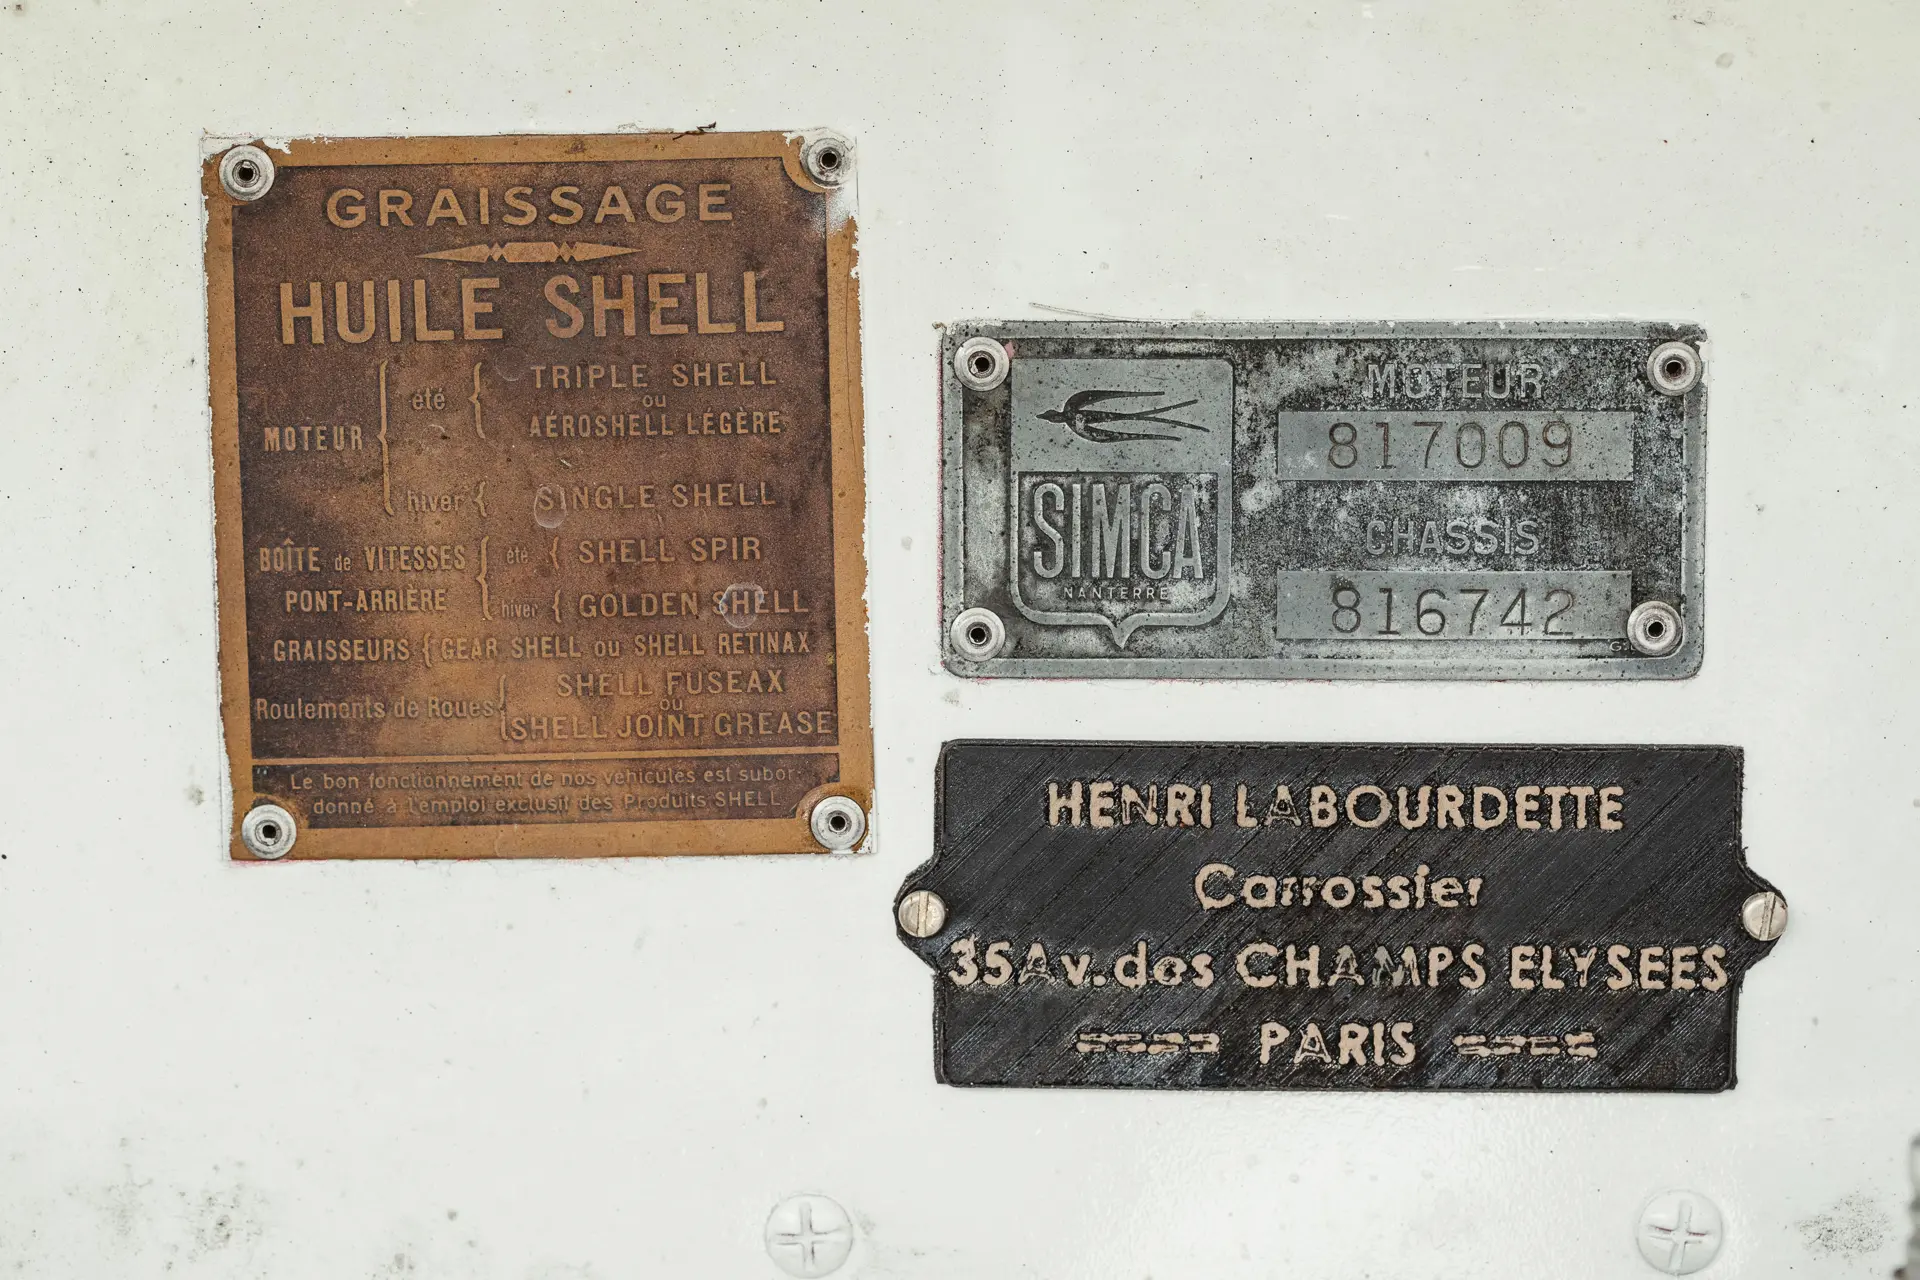 GRAISSAGE
HUILE SHELL
MOTEUR été TRIPLE SHELL
ou
AÉROSHELL LÉGÈRE
hiver SINGLE SHELL
BOÎTE de VITESSES
PONT-ARRIÈRE
été SHELL SPIR
hiver GOLDEN SHELL
GRAISSEURS GEAR SHELL ou SHELL RETINAX
Roulements de Roues SHELL FUSEAX
ou
SHELL JOINT GREASE
Le bon fonctionnement de nos véhicules est subor-
donné à l'emploi exclusif des Produits SHELL
SIMCA
NANTERRE
MOTEUR
817009
CHASSIS
816742
HENRI LABOURDETTE
Carrossier
35 Av. des CHAMPS ELYSEES
PARIS